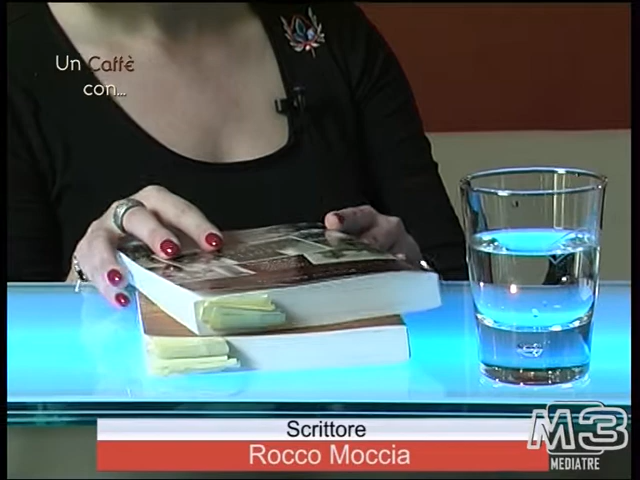 Un Caffè
con...
Scrittore
Rocco Moccia
M3
MEDIATRE